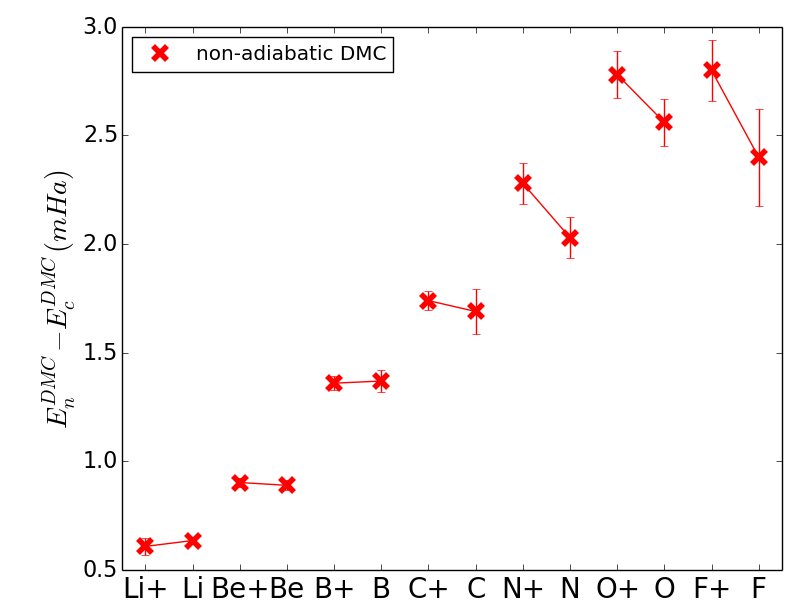 non-adiabatic DMC
3.0
2.5
2.0
1.5
1.0
0.5
E_n^{DMC} − E_c^{DMC} (mHa)
Li+ Li Be+ Be B+ B C+ C N+ N O+ O F+ F